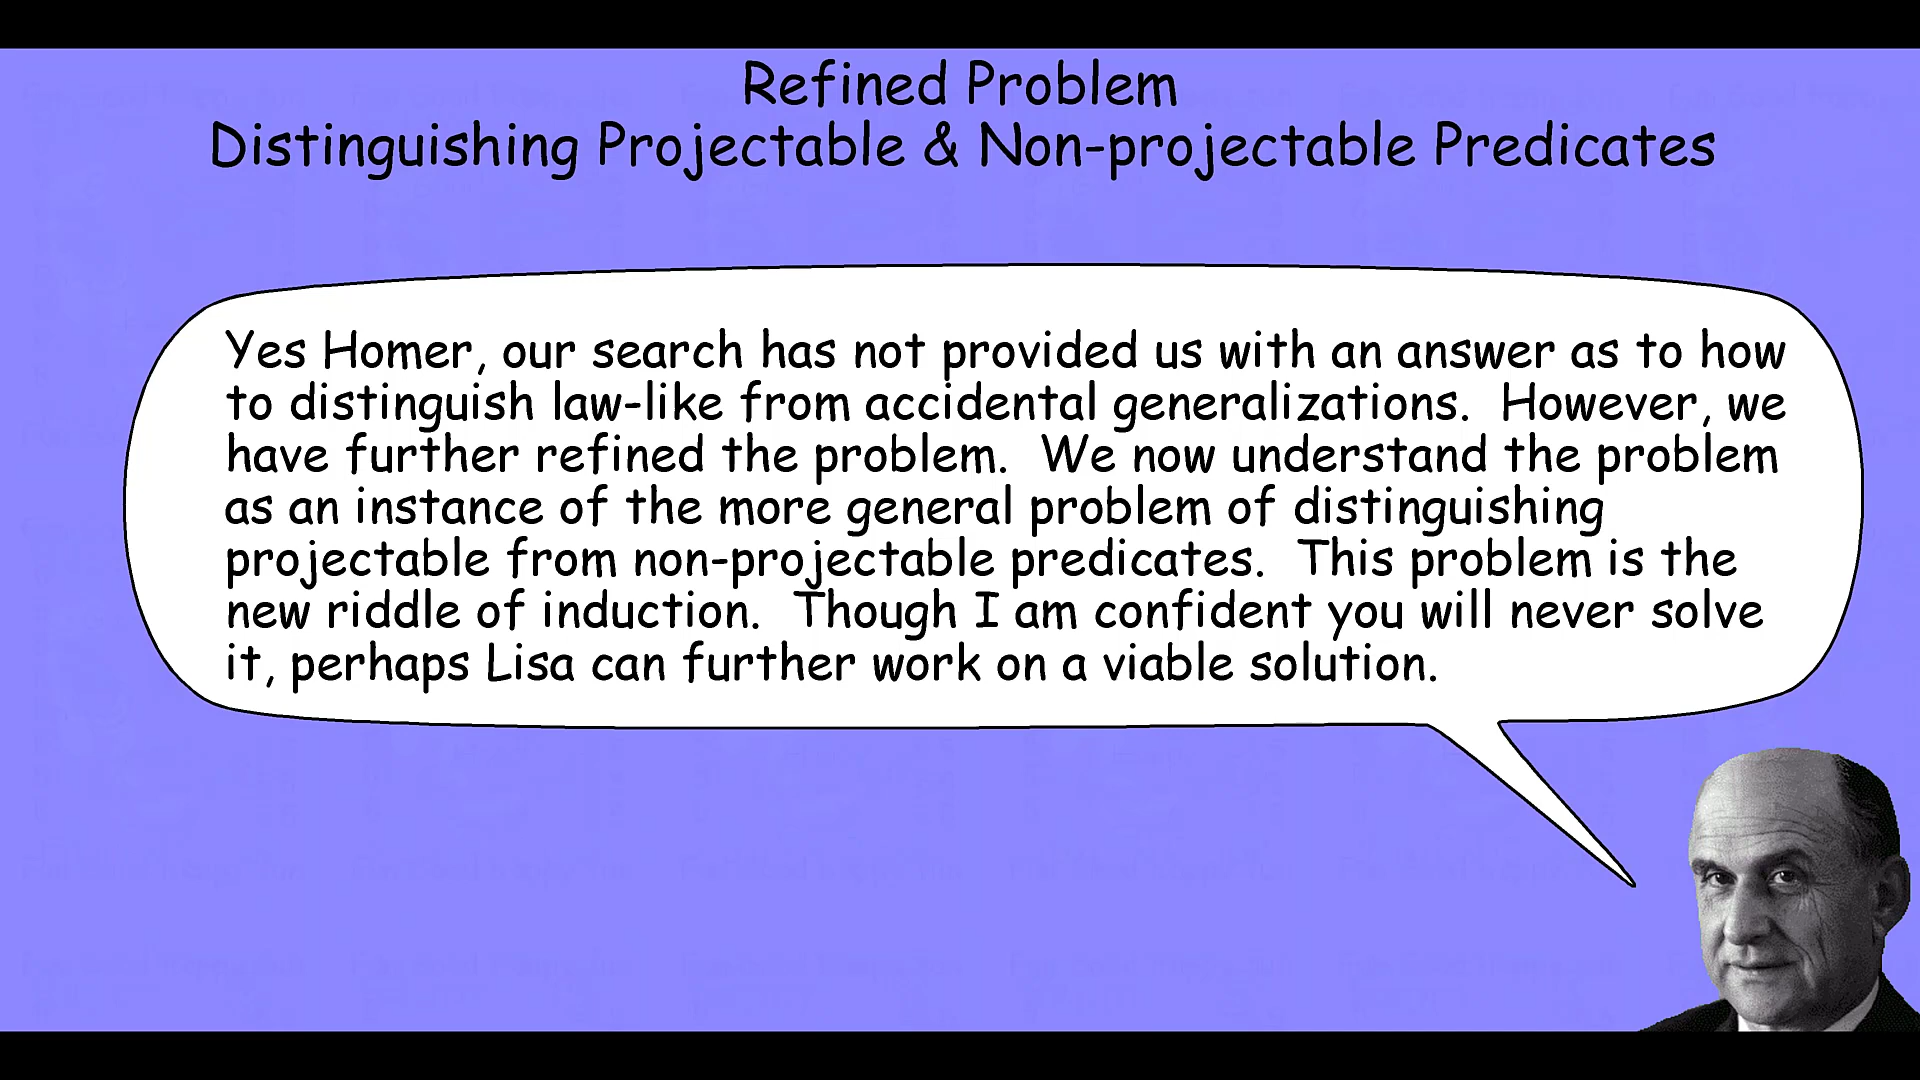 Refined Problem
Distinguishing Projectable & Non-projectable Predicates
Yes Homer, our search has not provided us with an answer as to how
to distinguish law-like from accidental generalizations.  However, we
have further refined the problem.  We now understand the problem
as an instance of the more general problem of distinguishing
projectable from non-projectable predicates.  This problem is the
new riddle of induction.  Though I am confident you will never solve
it, perhaps Lisa can further work on a viable solution.